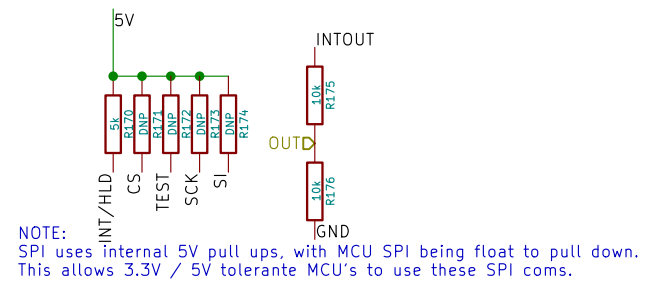 5V
INTOUT
5k
R170
DNP
R171
DNP
R172
DNP
R173
DNP
R174
10k
R175
OUT
10k
R176
INT/HLD
CS
TEST
SCK
SI
GND
NOTE:
SPI uses internal 5V pull ups, with MCU SPI being float to pull down.
This allows 3.3V / 5V tolerante MCU's to use these SPI coms.